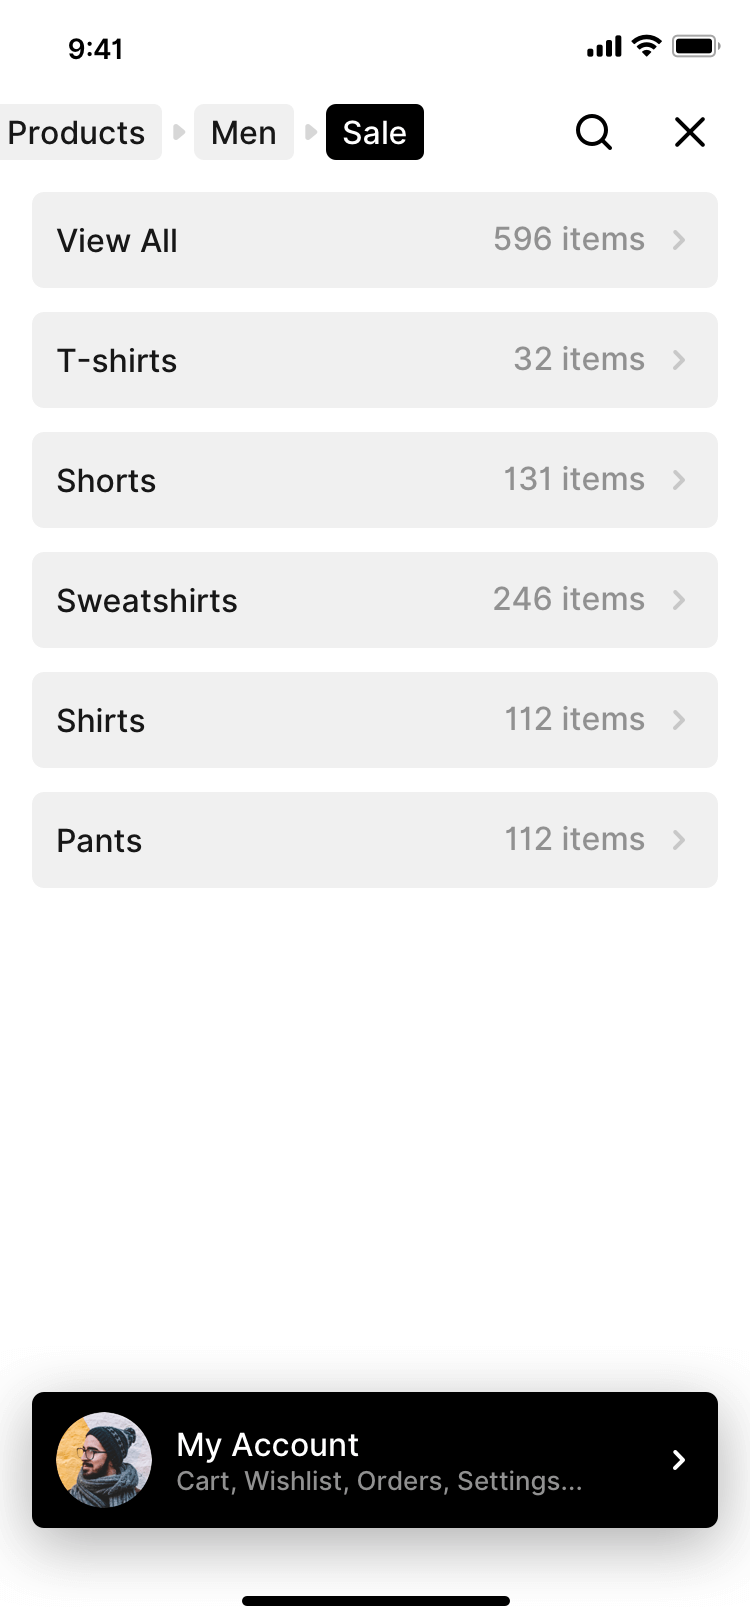 9:41
Products Men Sale
View All 596 items
T-shirts 32 items
Shorts 131 items
Sweatshirts 246 items
Shirts 112 items
Pants 112 items
My Account
Cart, Wishlist, Orders, Settings...